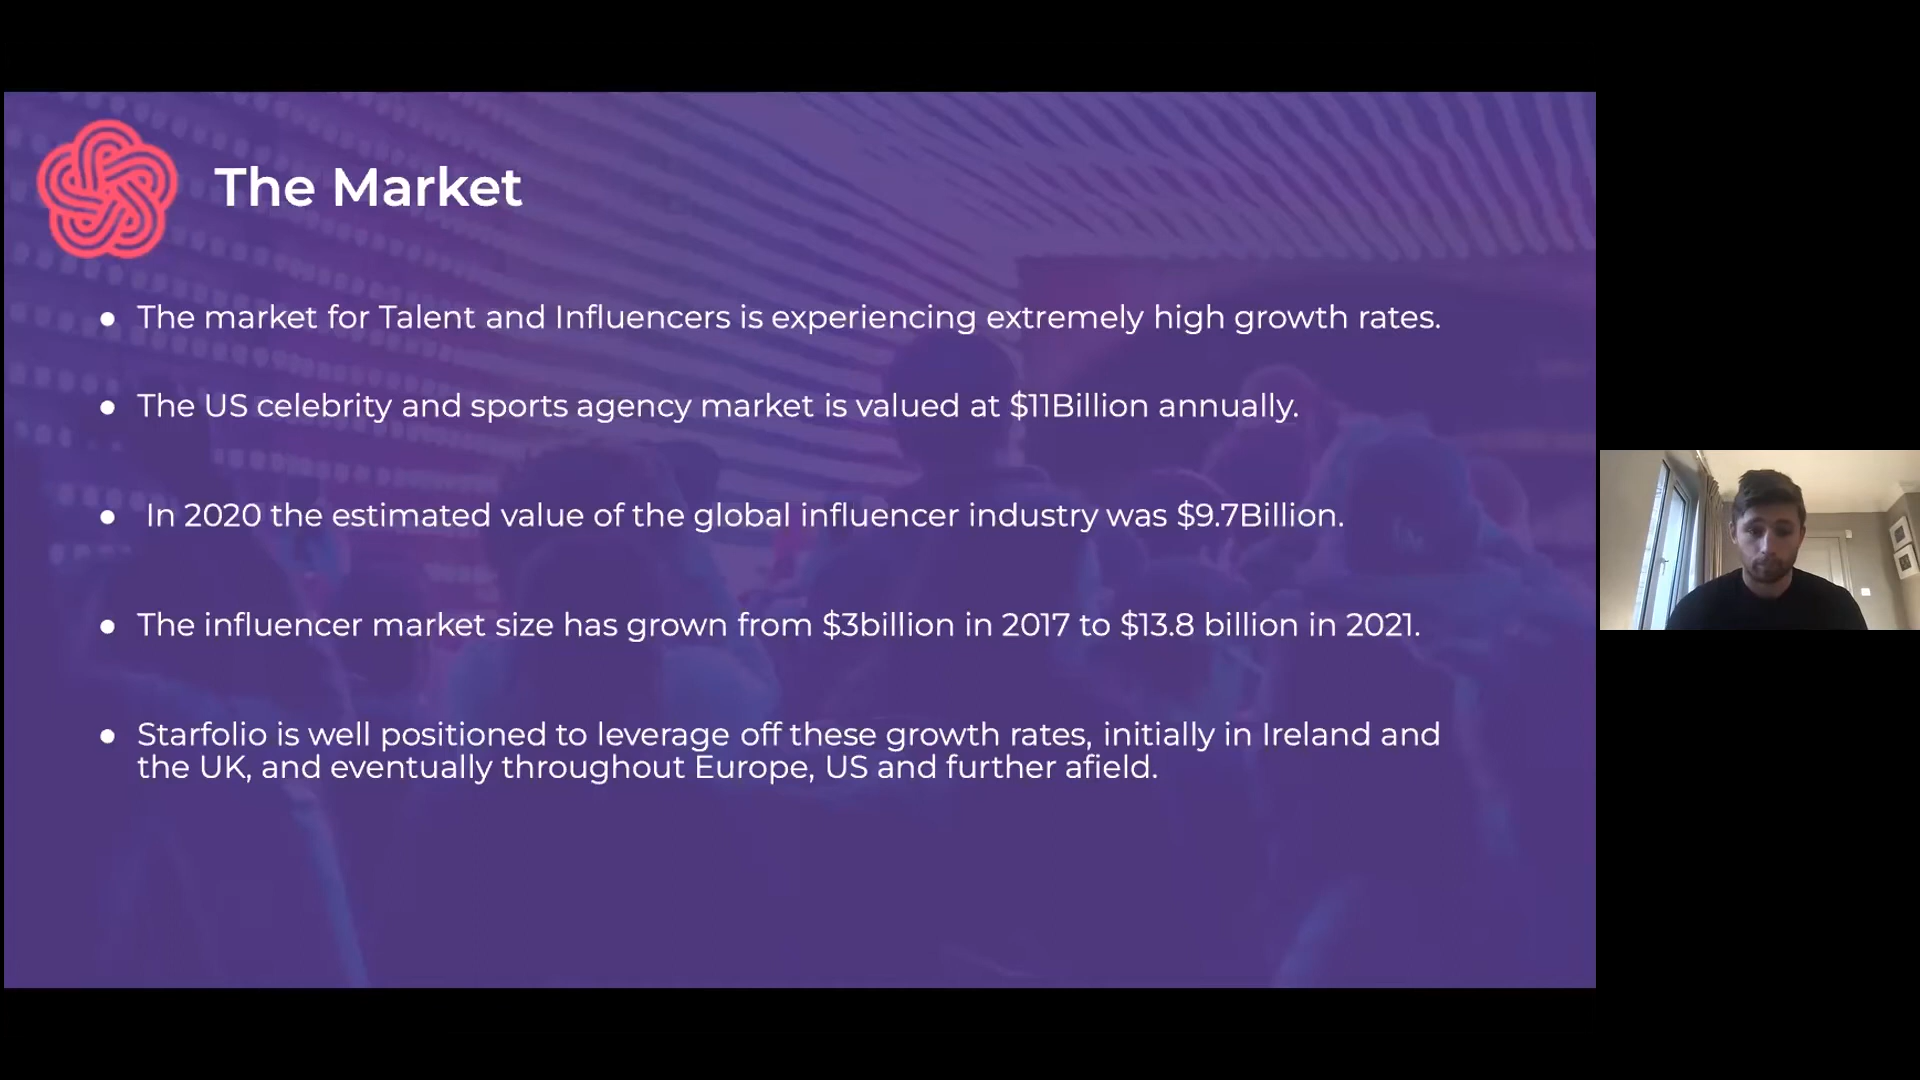 The Market
● The market for Talent and Influencers is experiencing extremely high growth rates.
● The US celebrity and sports agency market is valued at $11Billion annually.
● In 2020 the estimated value of the global influencer industry was $9.7Billion.
● The influencer market size has grown from $3billion in 2017 to $13.8 billion in 2021.
● Starfolio is well positioned to leverage off these growth rates, initially in Ireland and
the UK, and eventually throughout Europe, US and further afield.